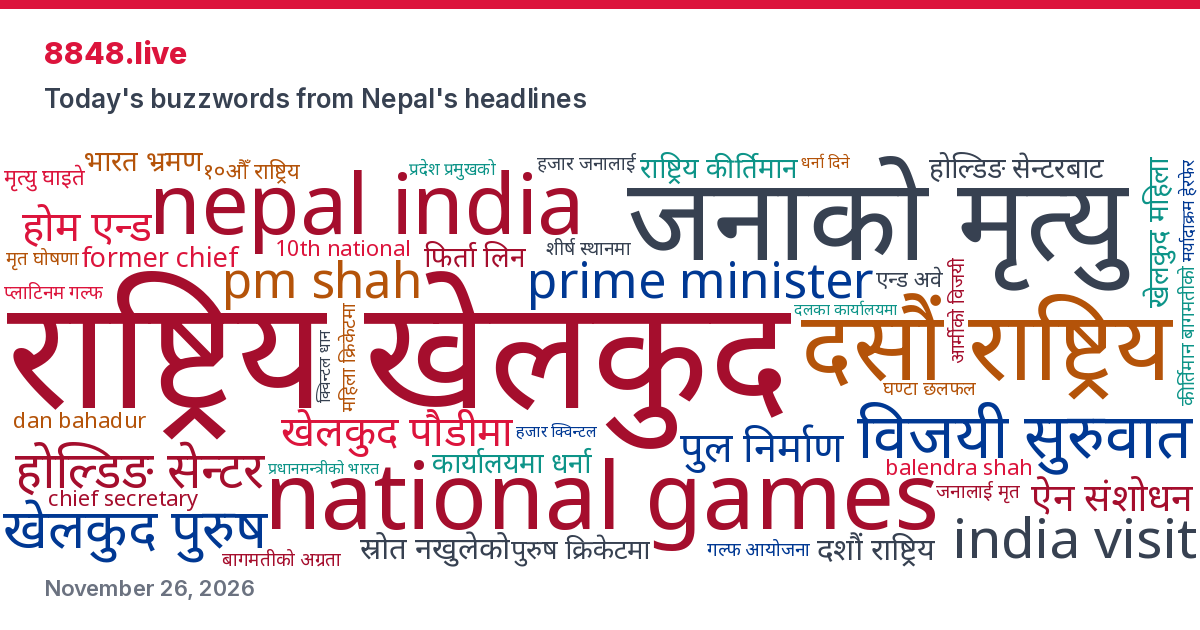 8848.live
Today's buzzwords from Nepal's headlines
भारत भ्रमण
मृत्यु घाइते
१०औँ राष्ट्रिय
प्रदेश प्रमुखको
हजार जनालाई
राष्ट्रिय कीर्तिमान
धर्ना दिने
होल्डिङ सेन्टरबाट
खेलकुद महिला
मर्यादाक्रम हेरफेर
nepal india
जनाको मृत्यु
होम एन्ड
मृत घोषणा
former chief
10th national
फिर्ता लिन
शीर्ष स्थानमा
pm shah
prime minister
एन्ड अवे
आर्मीको विजयी
प्लाटिनम गल्फ
राष्ट्रिय खेलकुद
क्विन्टल धान
महिला क्रिकेटमा
दलका कार्यालयमा
दसौं राष्ट्रिय
कीर्तिमान बागमतीको
घण्टा छलफल
dan bahadur
खेलकुद पौडीमा
हजार क्विन्टल
पुल निर्माण
विजयी सुरुवात
होल्डिङ सेन्टर
प्रधानमन्त्रीको भारत
कार्यालयमा धर्ना
balendra shah
chief secretary
national games
जनालाई मृत
ऐन संशोधन
खेलकुद पुरुष
बागमतीको अग्रता
स्रोत नखुलेको
पुरुष क्रिकेटमा
गल्फ आयोजना
दशौं राष्ट्रिय
india visit
November 26, 2026